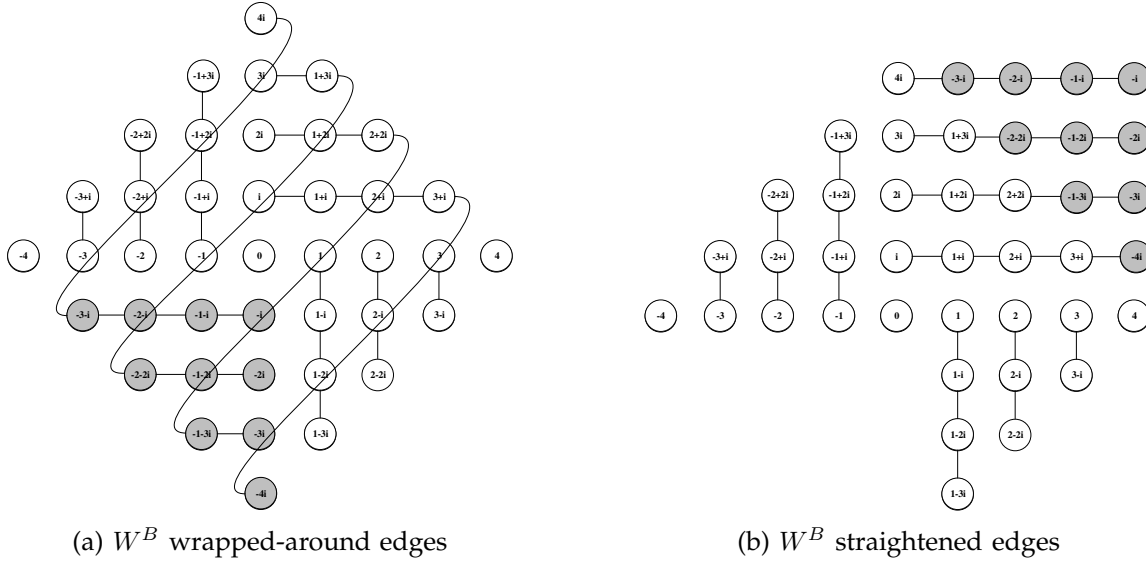 4i
-1+3i 3i 1+3i
-2+2i -1+2i 2i 1+2i 2+2i
-3+i -2+i -1+i i 1+i 2+i 3+i
-4 -3 -2 -1 0 1 2 3 4
-3-i -2-i -1-i -i 1-i 2-i 3-i
-2-2i -1-2i -2i 1-2i 2-2i
-1-3i -3i 1-3i
-4i
(a) W^B wrapped-around edges
4i -3-i -2-i -1-i -i
-1+3i 3i 1+3i -2-2i -1-2i -2i
-2+2i -1+2i 2i 1+2i 2+2i -1-3i -3i
-3+i -2+i -1+i i 1+i 2+i 3+i -4i
-4 -3 -2 -1 0 1 2 3 4
1-i 2-i 3-i
1-2i 2-2i
1-3i
(b) W^B straightened edges